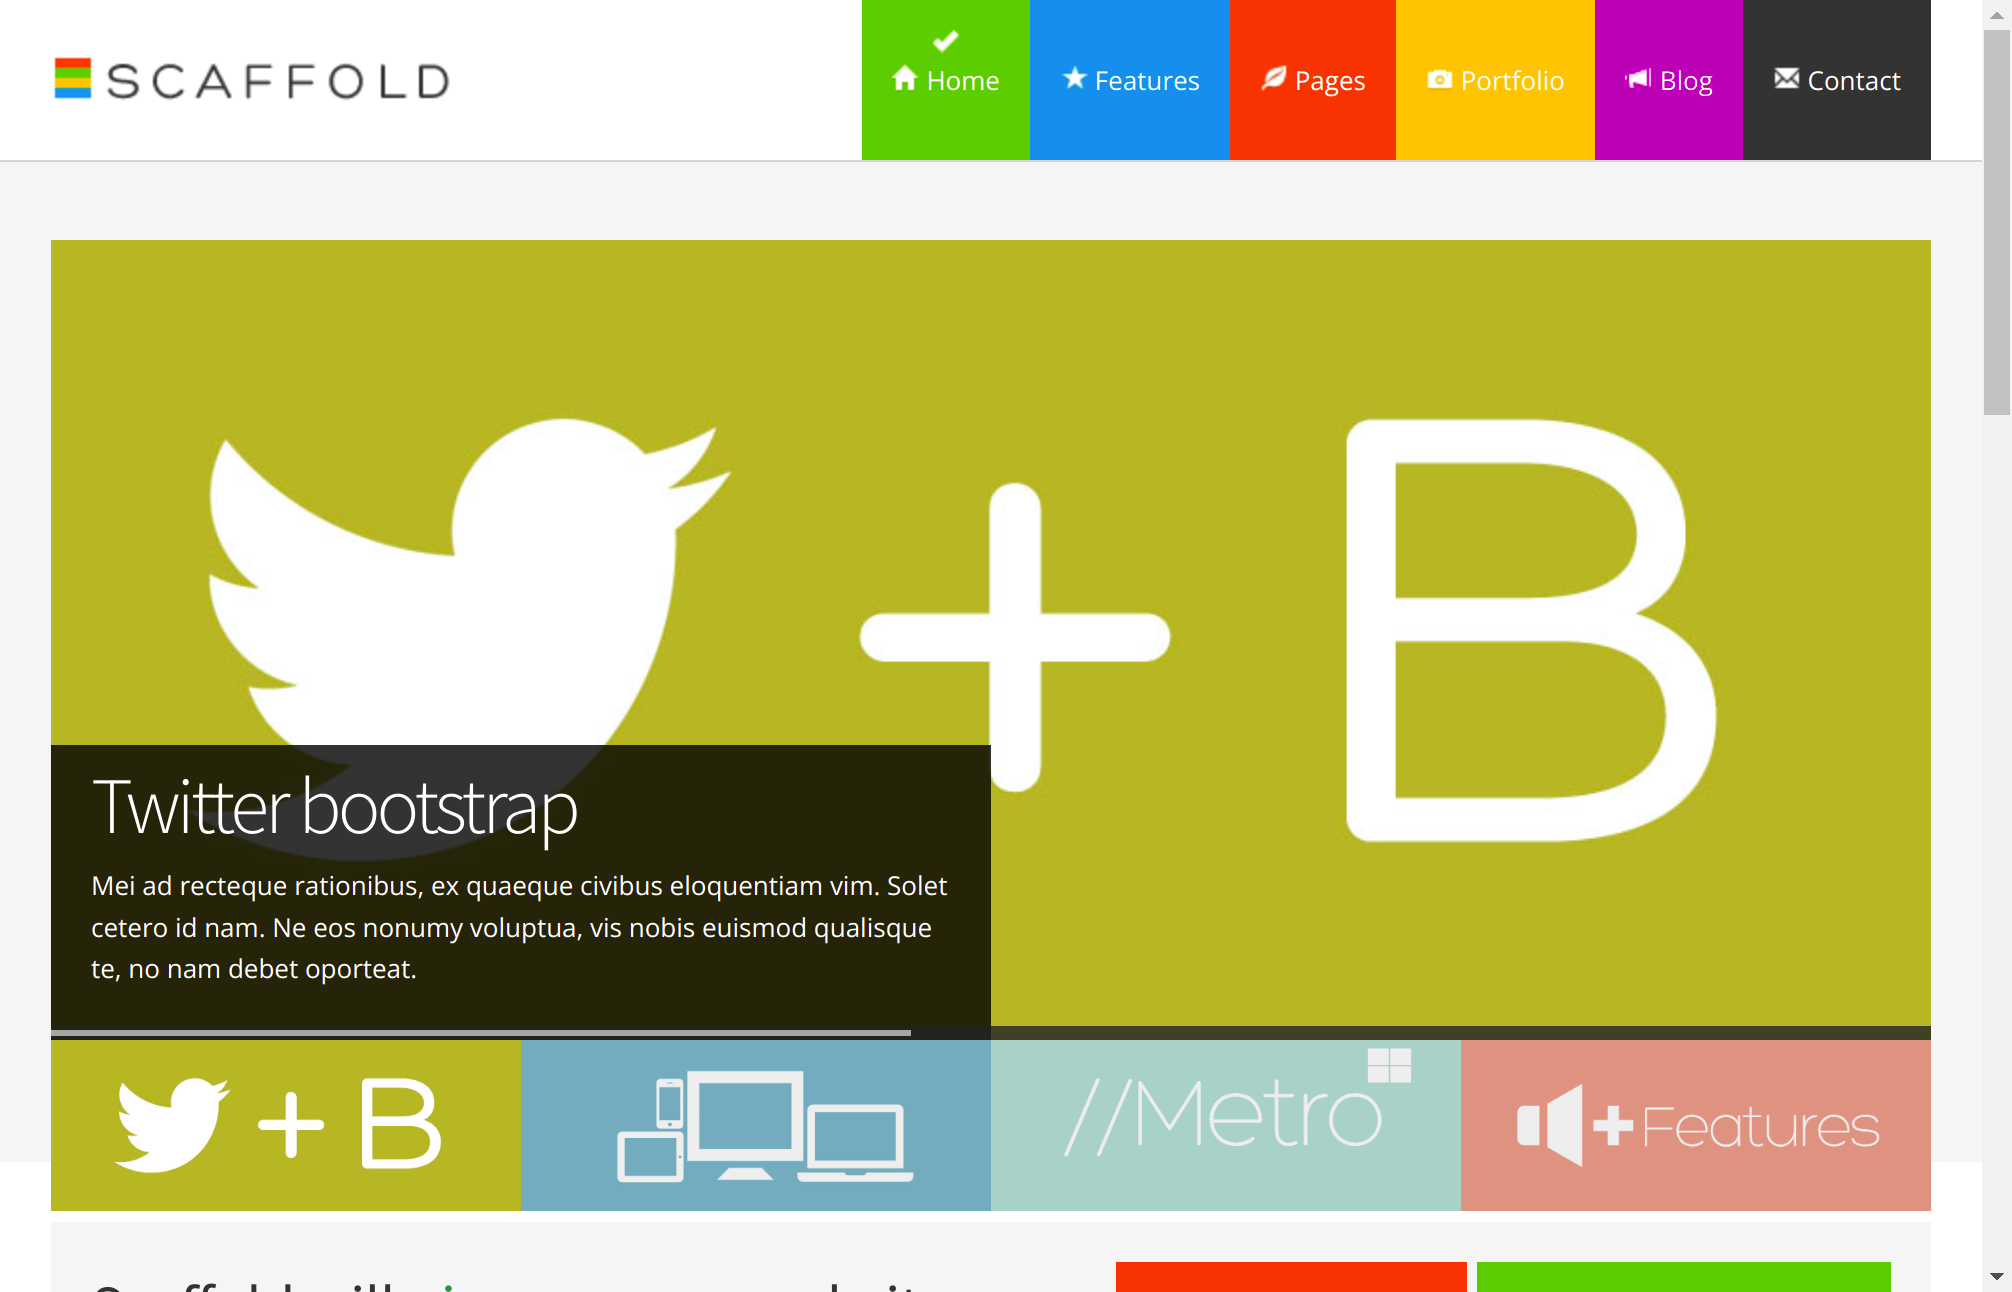 SCAFFOLD
Home
Features
Pages
Portfolio
Blog
Contact
+ B
Twitter bootstrap
Mei ad recteque rationibus, ex quaeque civibus eloquentiam vim. Solet
cetero id nam. Ne eos nonumy voluptua, vis nobis euismod qualisque
te, no nam debet oporteat.
+ B
//Metro
+ Features